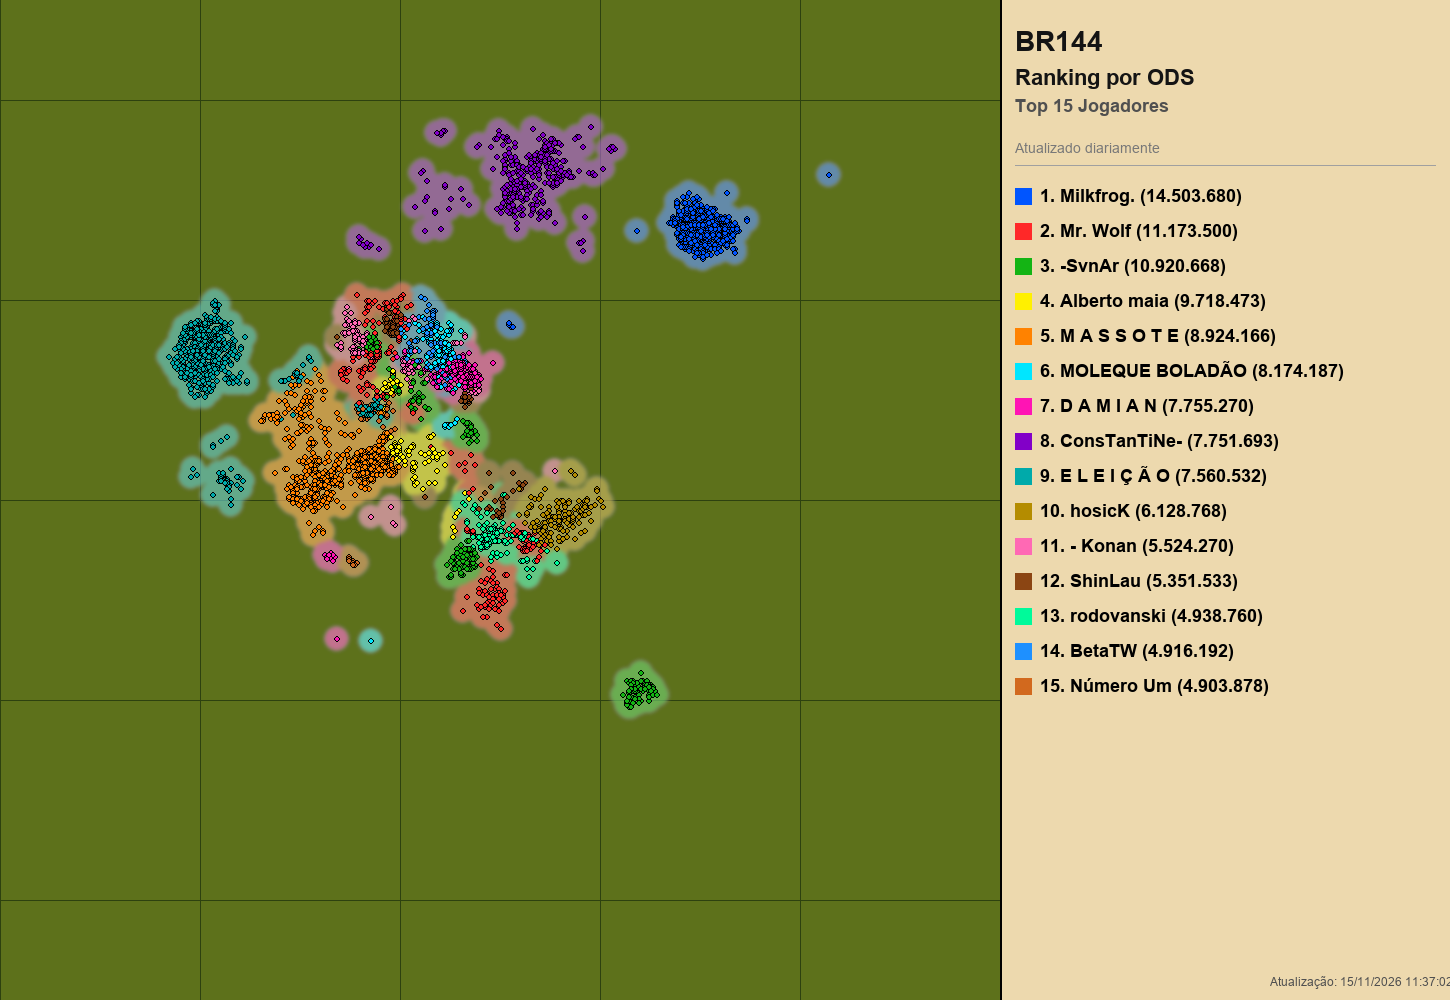 BR144
Ranking por ODS
Top 15 Jogadores
Atualizado diariamente
1. Milkfrog. (14.503.680)
2. Mr. Wolf (11.173.500)
3. -SvnAr (10.920.668)
4. Alberto maia (9.718.473)
5. M A S S O T E (8.924.166)
6. MOLEQUE BOLADÃO (8.174.187)
7. D A M I A N (7.755.270)
8. ConsTanTiNe- (7.751.693)
9. E L E I Ç Ã O (7.560.532)
10. hosicK (6.128.768)
11. - Konan (5.524.270)
12. ShinLau (5.351.533)
13. rodovanski (4.938.760)
14. BetaTW (4.916.192)
15. Número Um (4.903.878)
Atualização: 15/11/2026 11:37:02